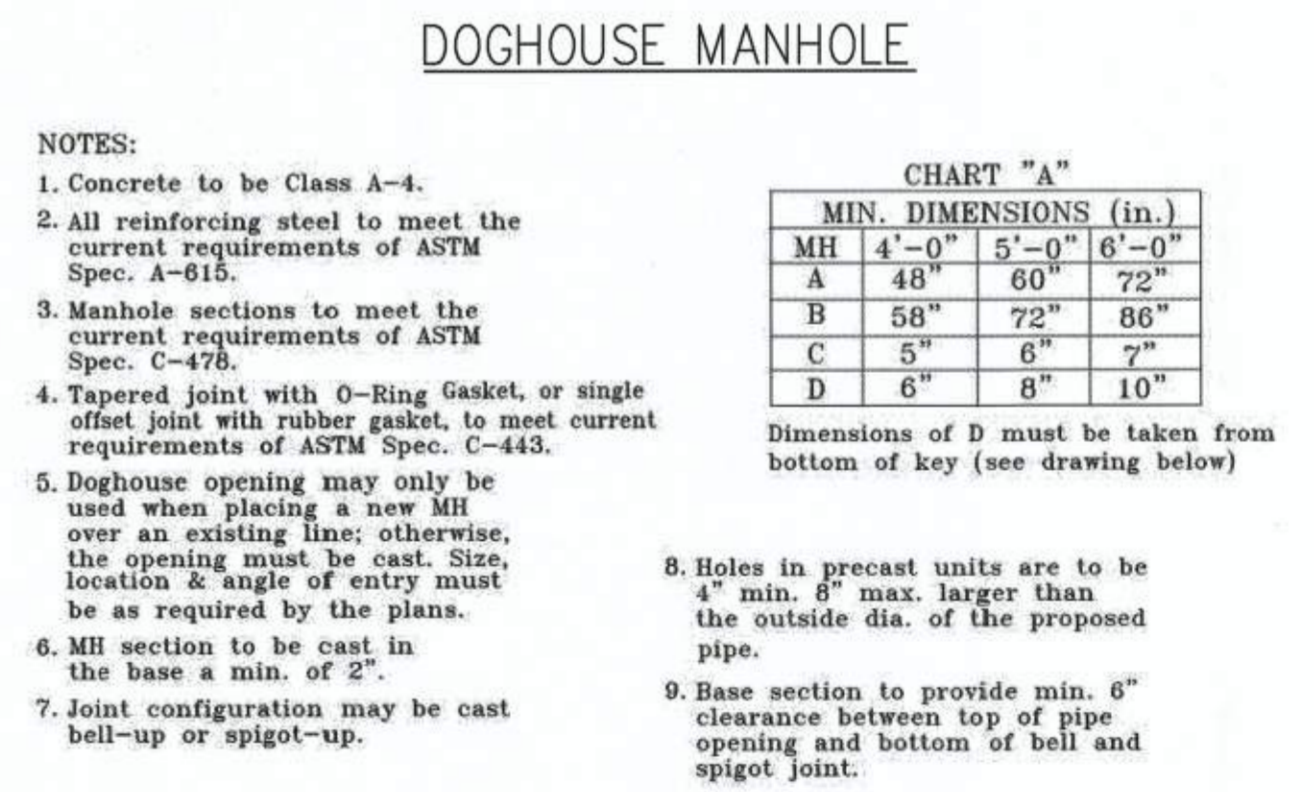 DOGHOUSE MANHOLE
NOTES:
1. Concrete to be Class A-4.
2. All reinforcing steel to meet the
current requirements of ASTM
Spec. A-615.
3. Manhole sections to meet the
current requirements of ASTM
Spec. C-478.
4. Tapered joint with O-Ring Gasket, or single
offset joint with rubber gasket, to meet current
requirements of ASTM Spec. C-443.
5. Doghouse opening may only be
used when placing a new MH
over an existing line; otherwise,
the opening must be cast. Size,
location & angle of entry must
be as required by the plans.
6. MH section to be cast in
the base a min. of 2".
7. Joint configuration may be cast
bell-up or spigot-up.
CHART "A"
MIN. DIMENSIONS (in.)
MH 4'-0" 5'-0" 6'-0"
A 48" 60" 72"
B 58" 72" 86"
C 5" 6" 7"
D 6" 8" 10"
Dimensions of D must be taken from
bottom of key (see drawing below)
8. Holes in precast units are to be
4" min. 8" max. larger than
the outside dia. of the proposed
pipe.
9. Base section to provide min. 6"
clearance between top of pipe
opening and bottom of bell and
spigot joint.